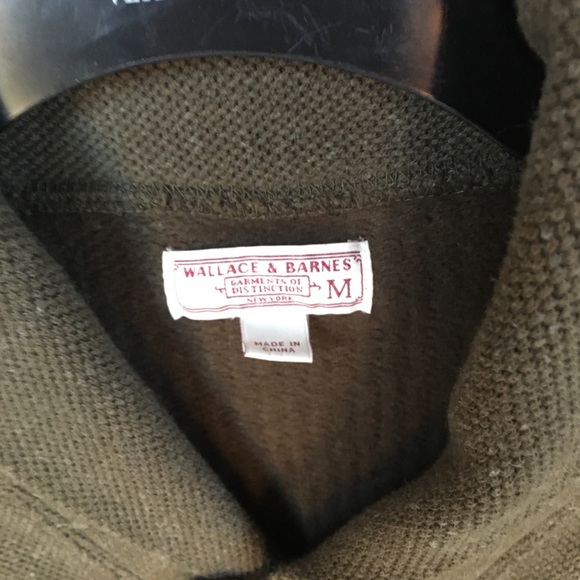 WALLACE & BARNES
GARMENTS OF
DISTINCTION
NEW YORK
M
MADE IN
CHINA